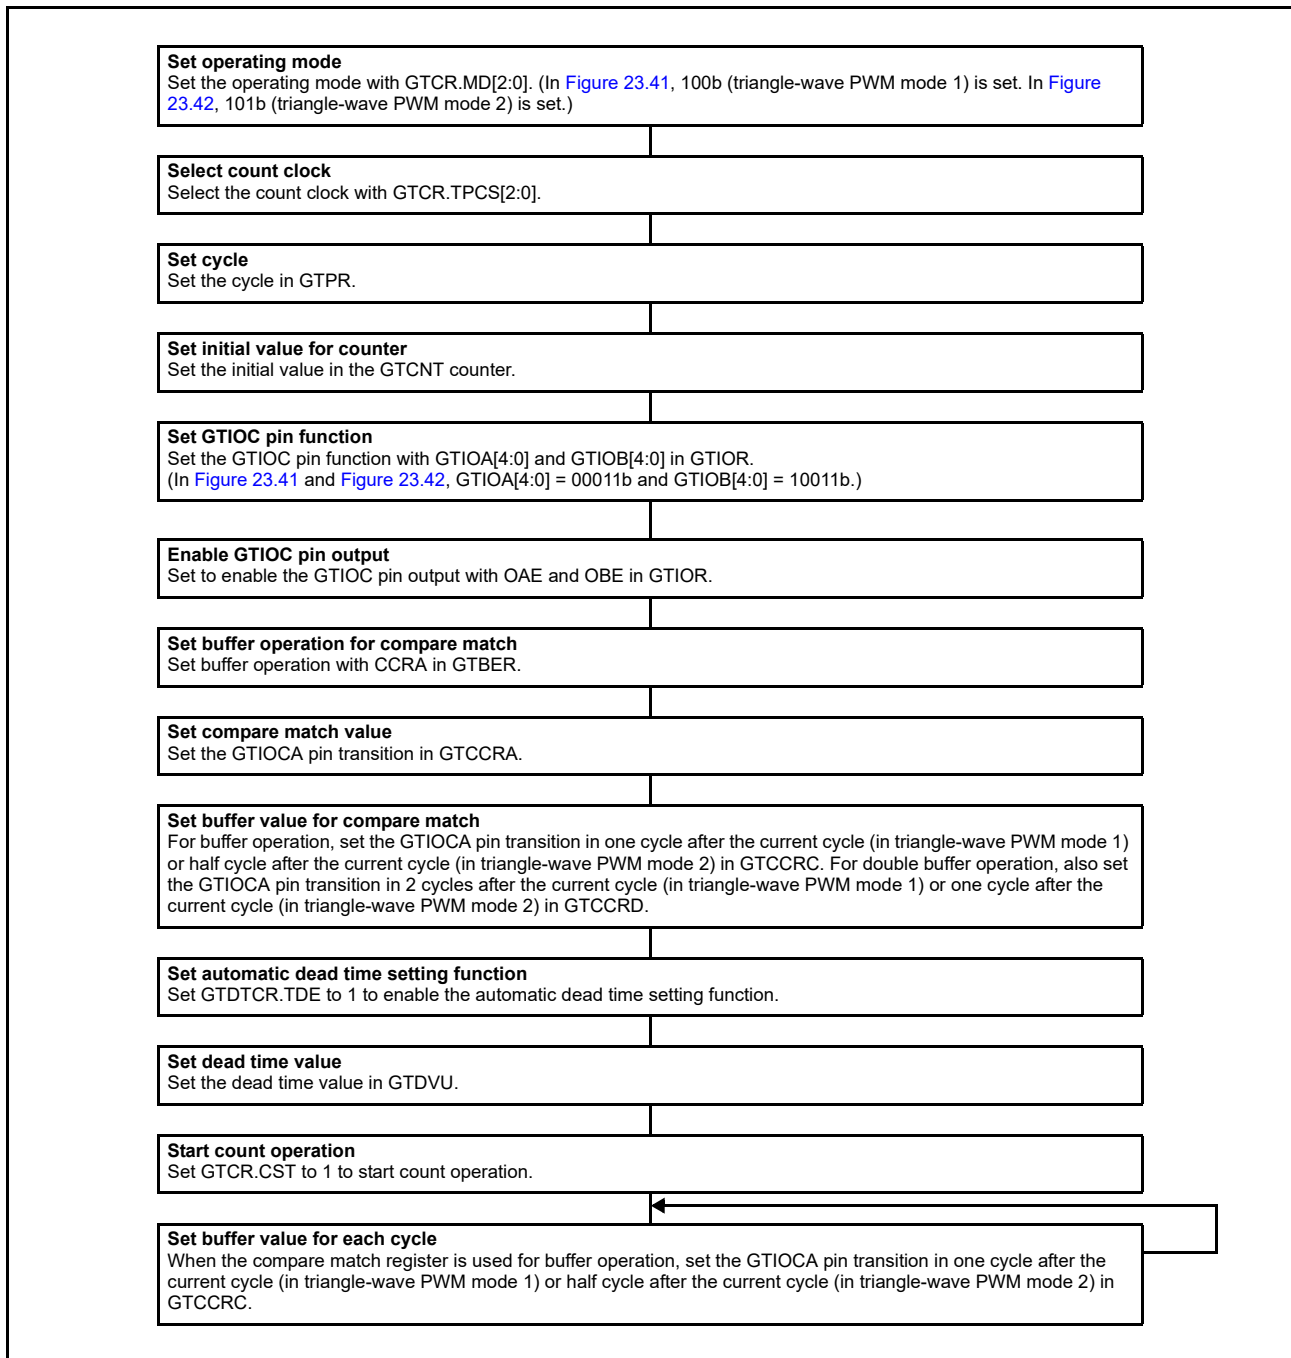 Set operating mode
Set the operating mode with GTCR.MD[2:0]. (In Figure 23.41, 100b (triangle-wave PWM mode 1) is set. In Figure
23.42, 101b (triangle-wave PWM mode 2) is set.)
Select count clock
Select the count clock with GTCR.TPCS[2:0].
Set cycle
Set the cycle in GTPR.
Set initial value for counter
Set the initial value in the GTCNT counter.
Set GTIOC pin function
Set the GTIOC pin function with GTIOA[4:0] and GTIOB[4:0] in GTIOR.
(In Figure 23.41 and Figure 23.42, GTIOA[4:0] = 00011b and GTIOB[4:0] = 10011b.)
Enable GTIOC pin output
Set to enable the GTIOC pin output with OAE and OBE in GTIOR.
Set buffer operation for compare match
Set buffer operation with CCRA in GTBER.
Set compare match value
Set the GTIOCA pin transition in GTCCRA.
Set buffer value for compare match
For buffer operation, set the GTIOCA pin transition in one cycle after the current cycle (in triangle-wave PWM mode 1)
or half cycle after the current cycle (in triangle-wave PWM mode 2) in GTCCRC. For double buffer operation, also set
the GTIOCA pin transition in 2 cycles after the current cycle (in triangle-wave PWM mode 1) or one cycle after the
current cycle (in triangle-wave PWM mode 2) in GTCCRD.
Set automatic dead time setting function
Set GTDTCR.TDE to 1 to enable the automatic dead time setting function.
Set dead time value
Set the dead time value in GTDVU.
Start count operation
Set GTCR.CST to 1 to start count operation.
Set buffer value for each cycle
When the compare match register is used for buffer operation, set the GTIOCA pin transition in one cycle after the
current cycle (in triangle-wave PWM mode 1) or half cycle after the current cycle (in triangle-wave PWM mode 2) in
GTCCRC.